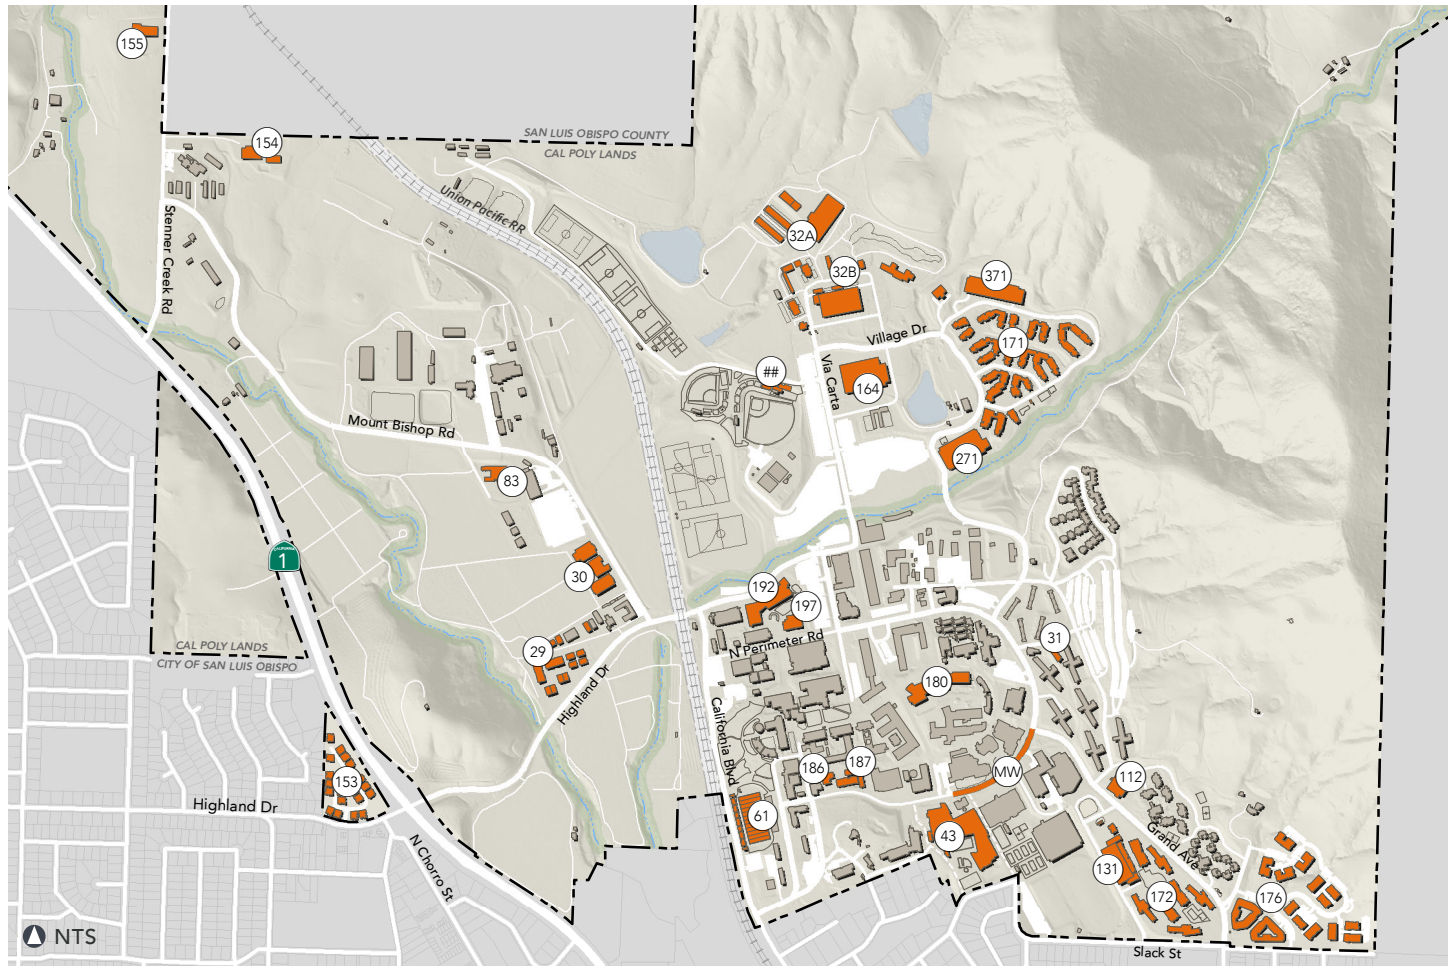 155
154
SAN LUIS OBISPO COUNTY
CAL POLY LANDS
Union Pacific RR
Stenner Creek Rd
32A
32B
371
Village Dr
171
Via Carta
##
164
Mount Bishop Rd
271
83
CALIFORNIA
1
30
192
197
N Perimeter Rd
31
CAL POLY LANDS
CITY OF SAN LUIS OBISPO
29
Highland Dr
180
California Blvd
186
187
MW
112
153
Highland Dr
61
43
Grand Ave
N Chorro St
131
172
176
NTS
Slack St